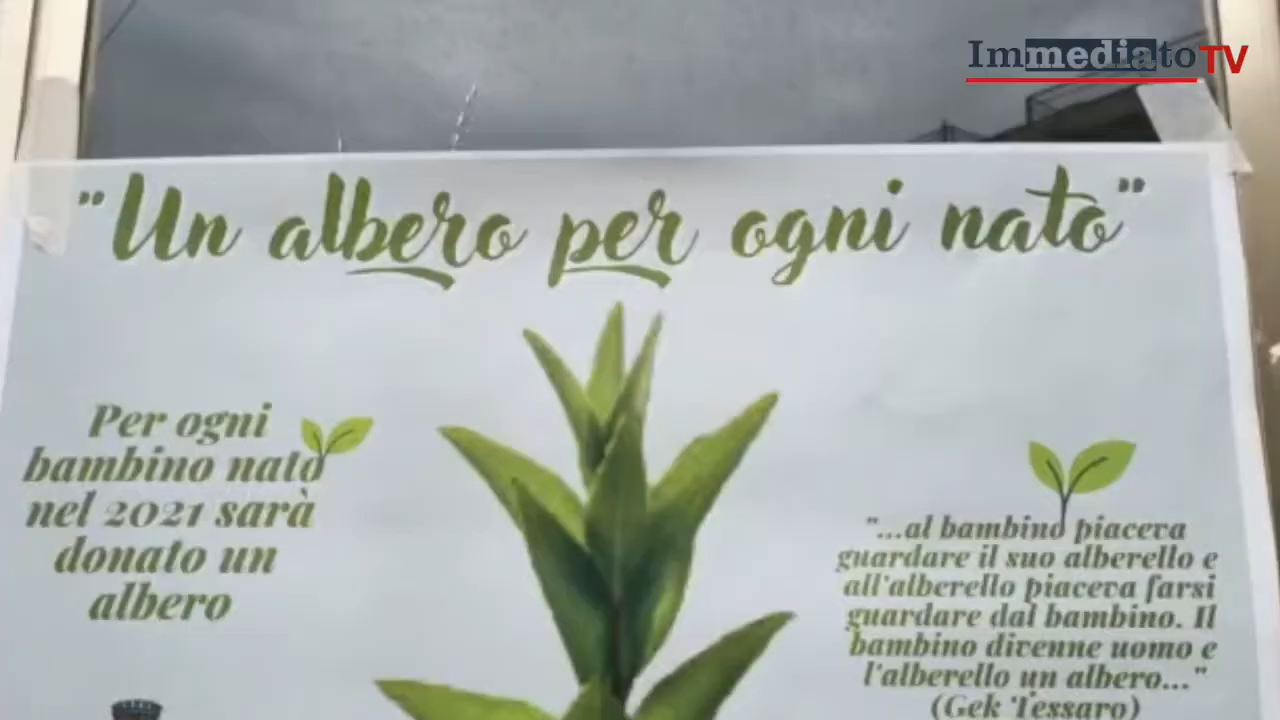 ImmediatoTV
"Un albero per ogni nato"
Per ogni
bambino nato
nel 2021 sarà
donato un
albero
"...al bambino piaceva
guardare il suo alberello e
all'alberello piaceva farsi
guardare dal bambino. Il
bambino divenne uomo e
l'alberello un albero..."
(Gek Tessaro)